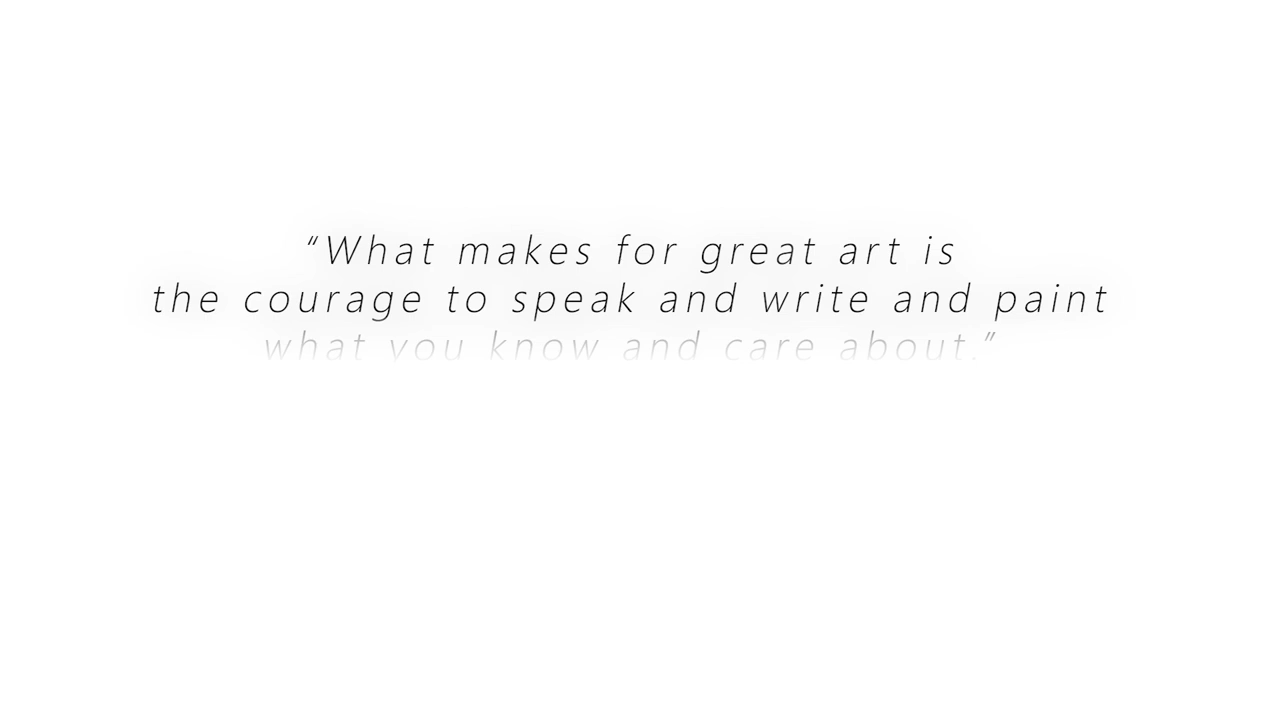 “What makes for great art is
the courage to speak and write and paint
what you know and care about.”